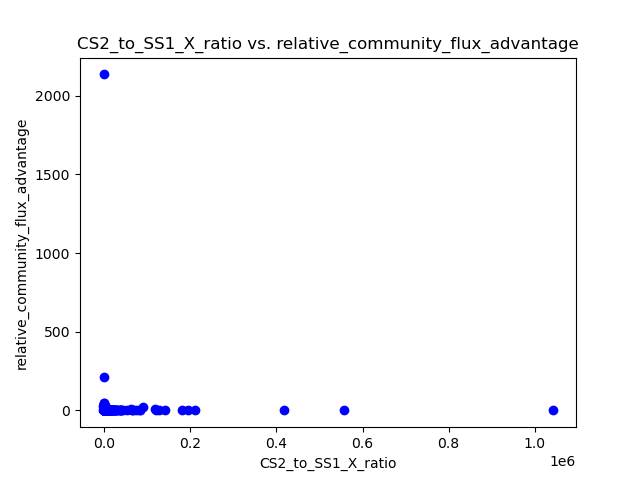 CS2_to_SS1_X_ratio vs. relative_community_flux_advantage
relative_community_flux_advantage
2000
1500
1000
500
0
0.0 0.2 0.4 0.6 0.8 1.0
1e6
CS2_to_SS1_X_ratio